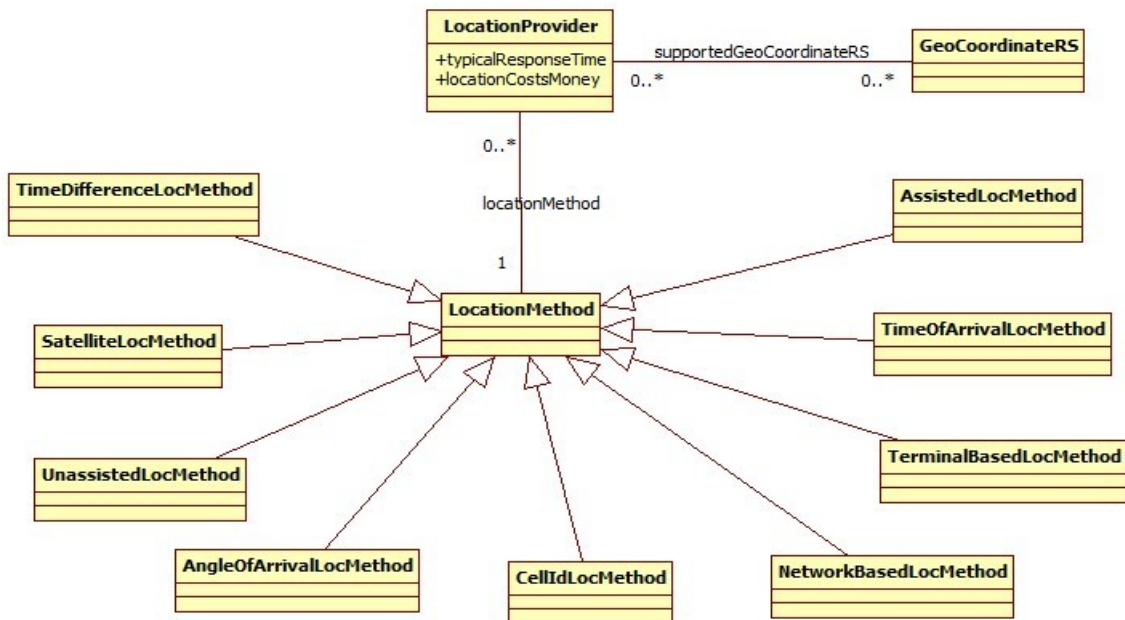 LocationProvider
+typicalResponseTime
+locationCostsMoney
supportedGeoCoordinateRS
0..*
0..*
GeoCoordinateRS
0..*
locationMethod
1
TimeDifferenceLocMethod
AssistedLocMethod
LocationMethod
SatelliteLocMethod
TimeOfArrivalLocMethod
UnassistedLocMethod
TerminalBasedLocMethod
AngleOfArrivalLocMethod
CellIdLocMethod
NetworkBasedLocMethod